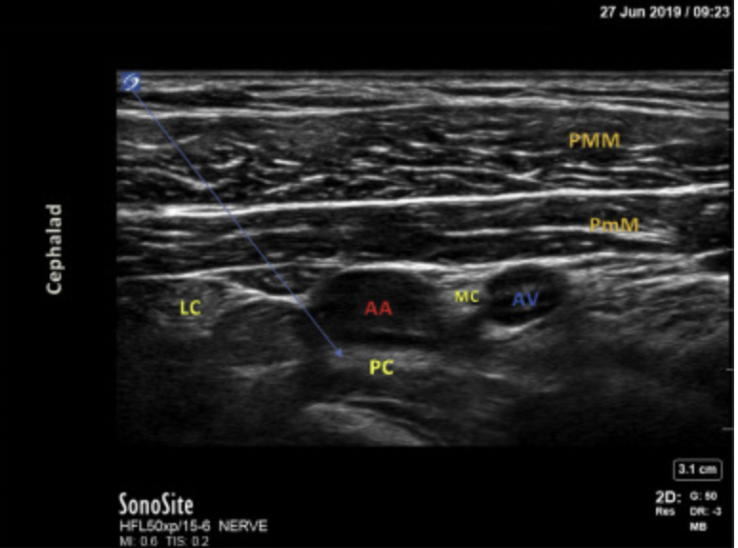 27 Jun 2019 / 09:23
PMM
PmM
Cephalad
LC
AA
MC
AV
PC
3.1 cm
SonoSite
HFL50xp/15-6 NERVE
MI: 0.6 TIS: 0.2
2D: G: 50
Res DR: -3
MB